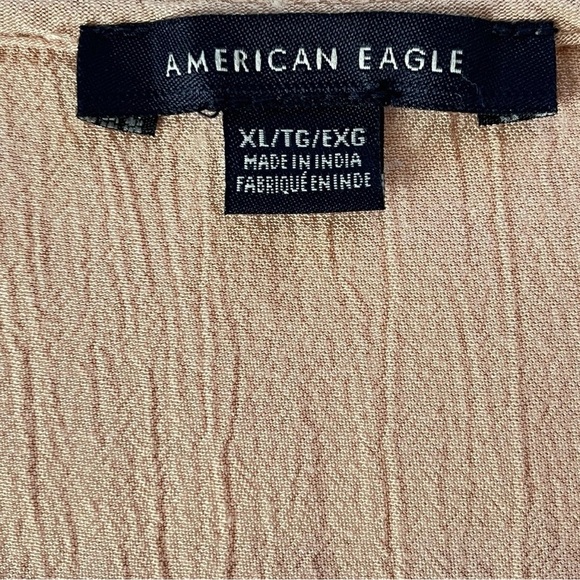 AMERICAN EAGLE
XL/TG/EXG
MADE IN INDIA
FABRIQUÉ EN INDE